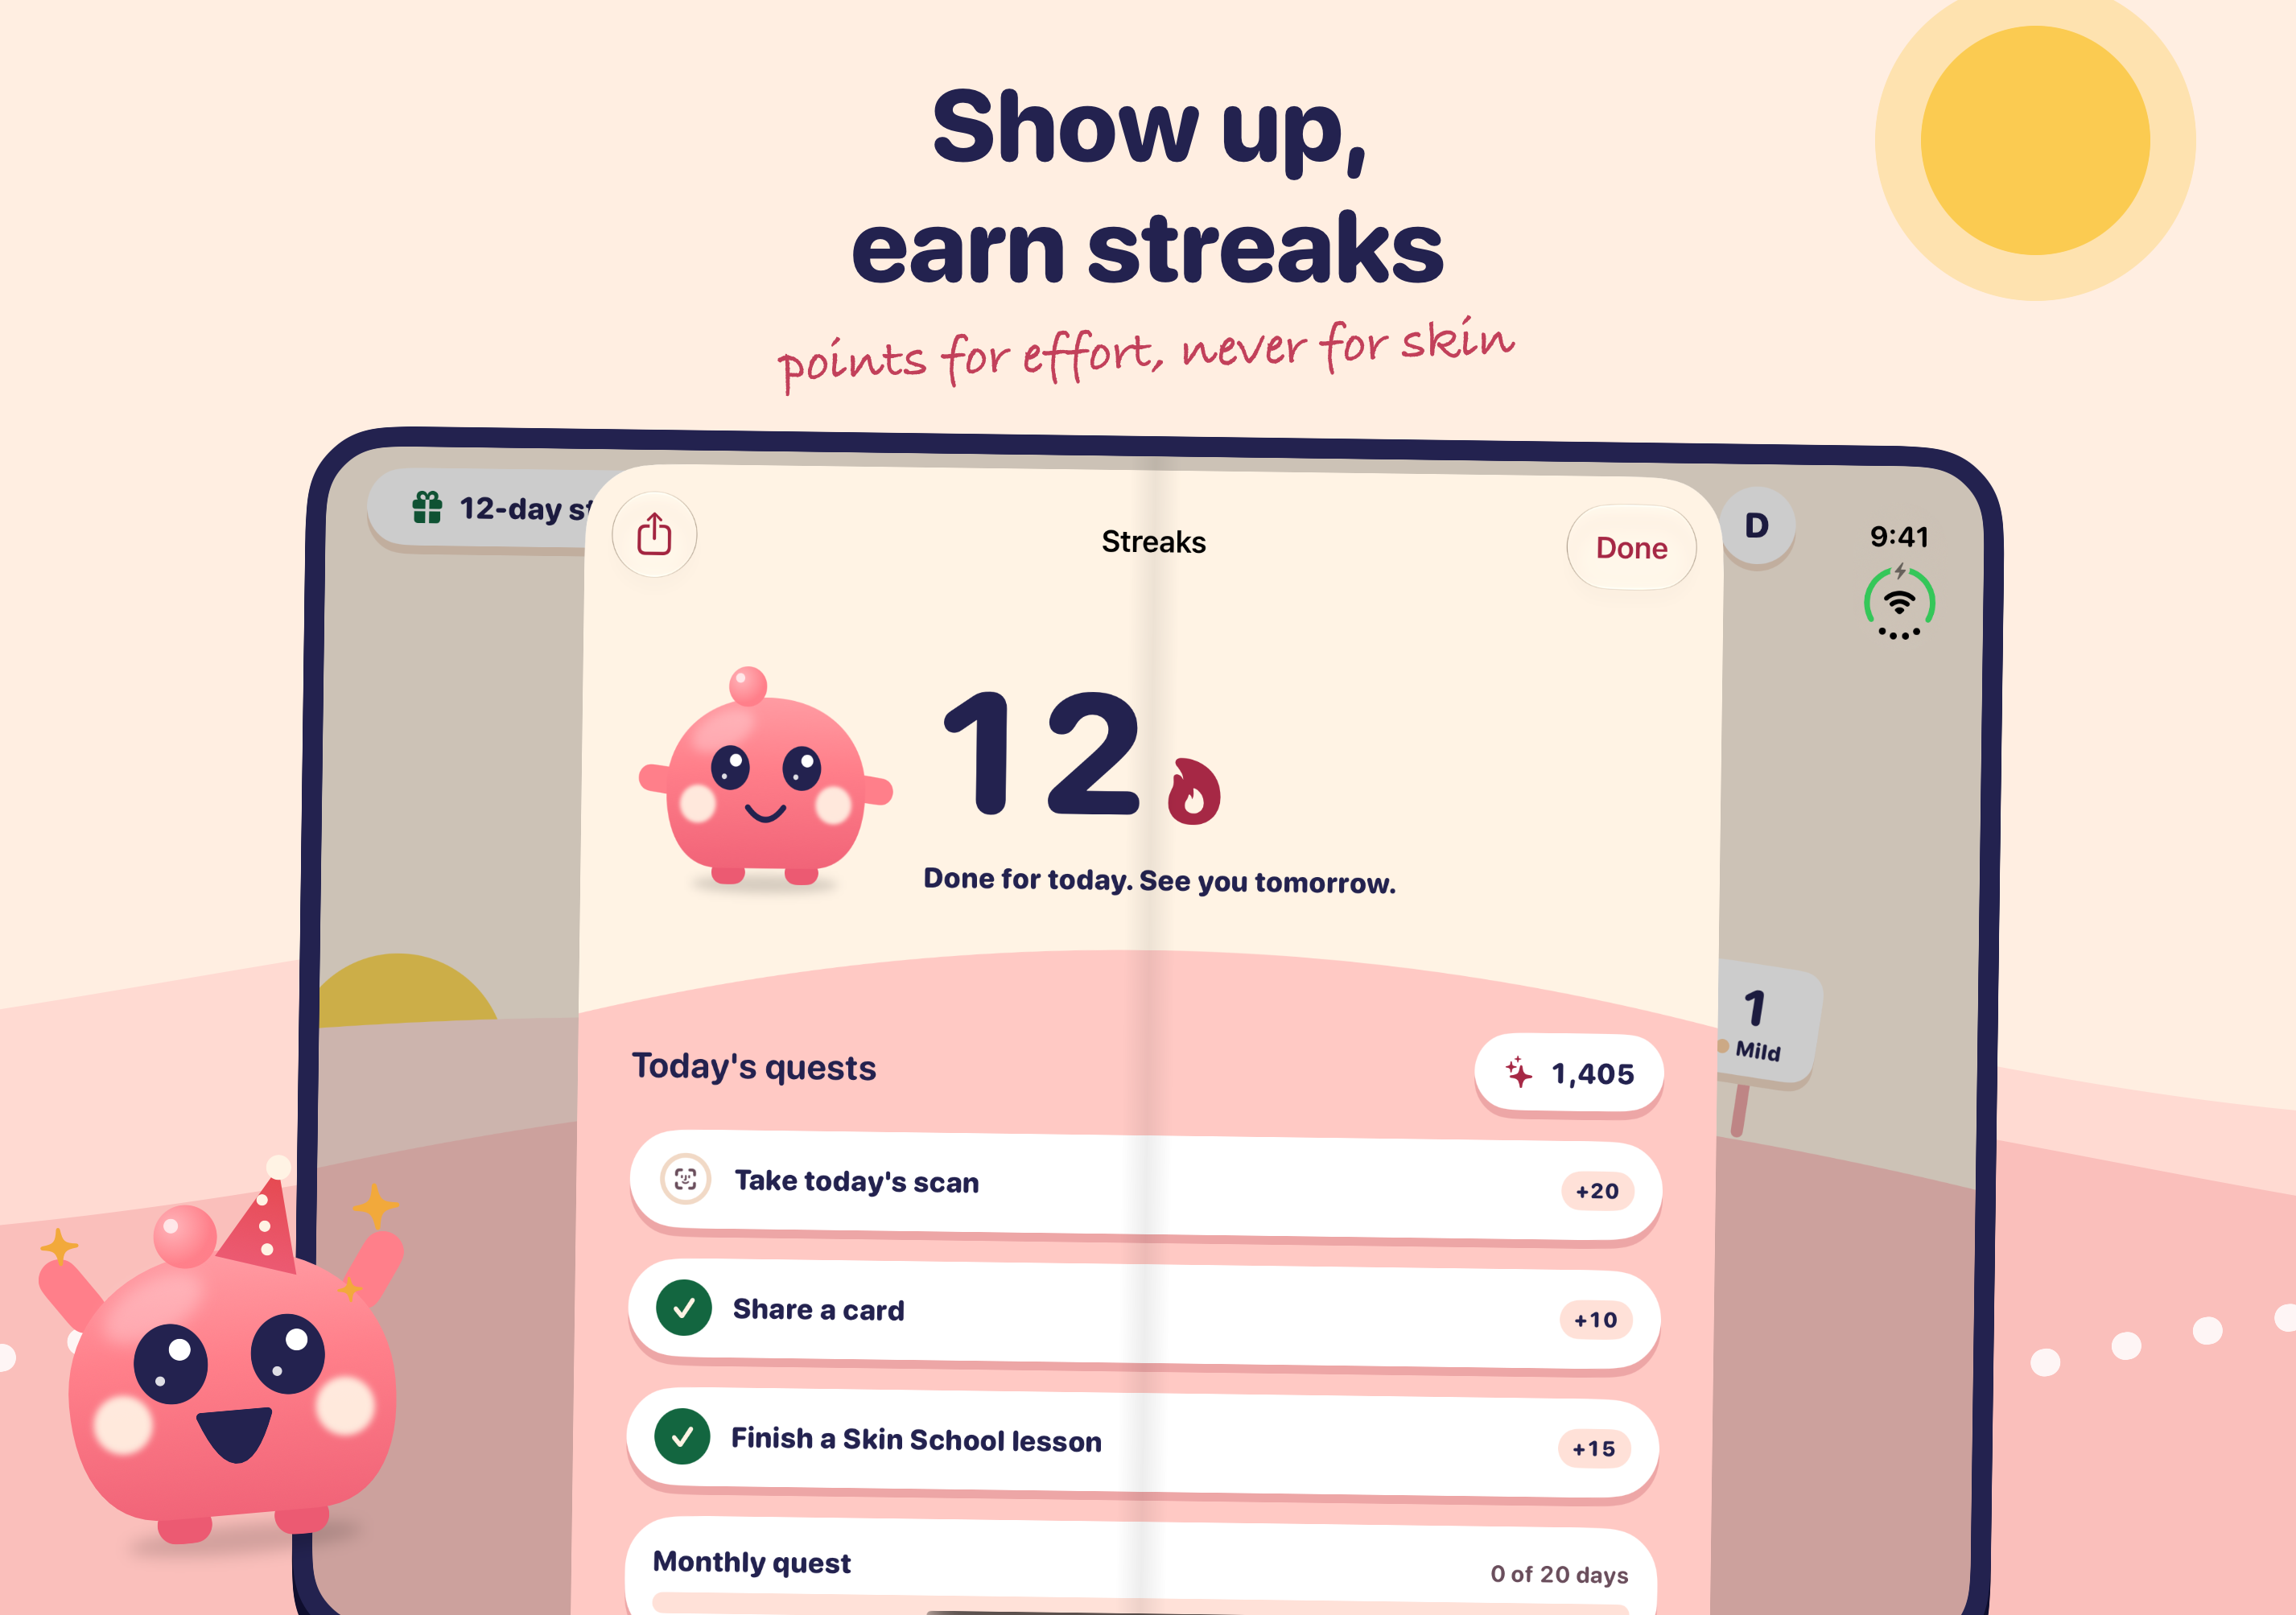 Show up,
earn streaks
points for effort, never for skin
12-day st
Streaks
Done
D
9:41
12
Done for today. See you tomorrow.
1
Mild
Today's quests
1,405
Take today's scan
+20
Share a card
+10
Finish a Skin School lesson
+15
Monthly quest
0 of 20 days